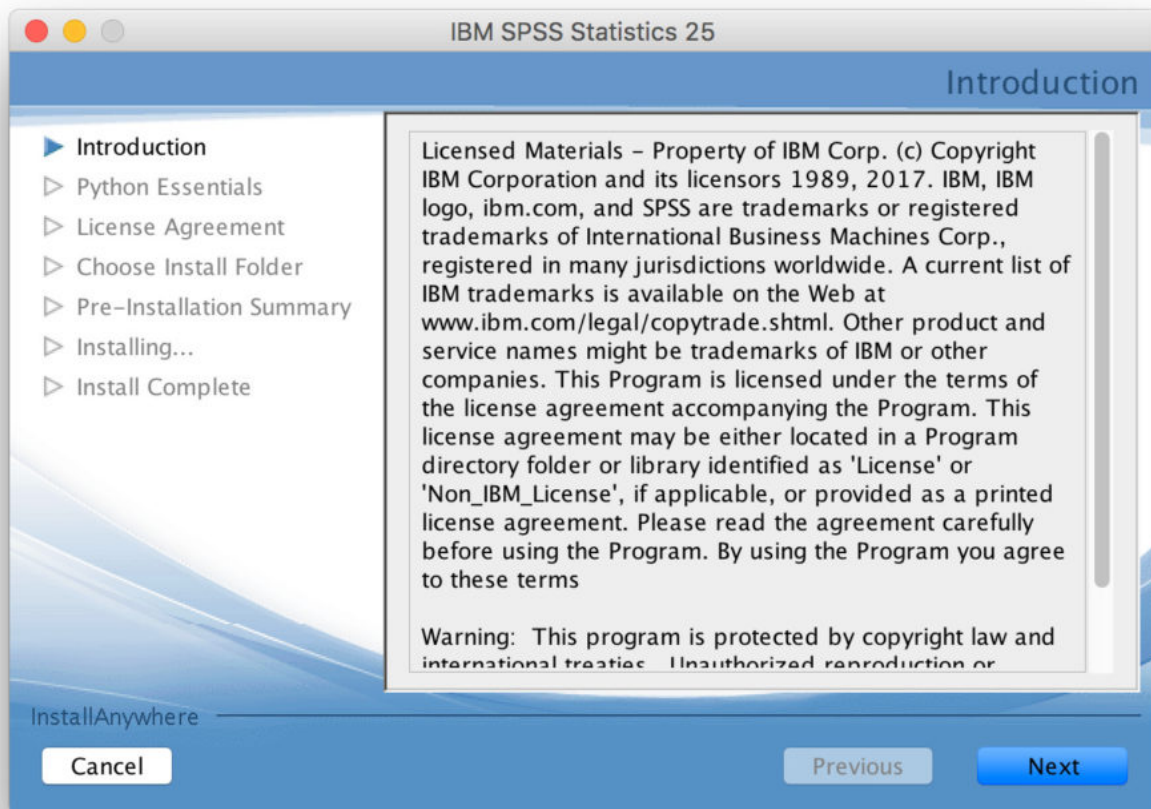 IBM SPSS Statistics 25
Introduction
Introduction
Python Essentials
License Agreement
Choose Install Folder
Pre-Installation Summary
Installing...
Install Complete
Licensed Materials – Property of IBM Corp. (c) Copyright
IBM Corporation and its licensors 1989, 2017. IBM, IBM
logo, ibm.com, and SPSS are trademarks or registered
trademarks of International Business Machines Corp.,
registered in many jurisdictions worldwide. A current list of
IBM trademarks is available on the Web at
www.ibm.com/legal/copytrade.shtml. Other product and
service names might be trademarks of IBM or other
companies. This Program is licensed under the terms of
the license agreement accompanying the Program. This
license agreement may be either located in a Program
directory folder or library identified as 'License' or
'Non_IBM_License', if applicable, or provided as a printed
license agreement. Please read the agreement carefully
before using the Program. By using the Program you agree
to these terms
Warning:  This program is protected by copyright law and
international treaties.  Unauthorized reproduction or
InstallAnywhere
Cancel
Previous
Next